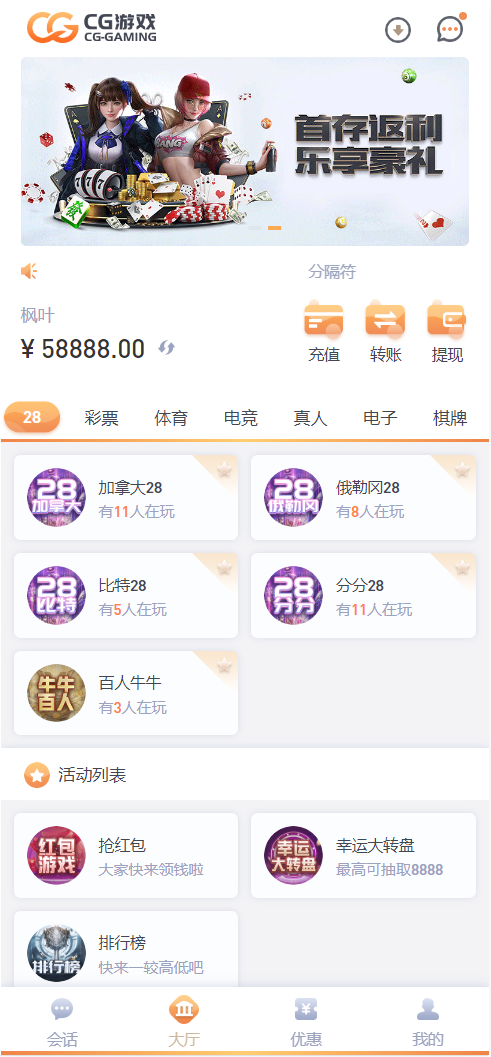 CG游戏
CG-GAMING
首存返利
乐享豪礼
分隔符
枫叶
¥ 58888.00
充值 转账 提现
28 彩票 体育 电竞 真人 电子 棋牌
28
加拿大
加拿大28
有11人在玩
28
俄勒冈
俄勒冈28
有8人在玩
28
比特
比特28
有5人在玩
28
分分
分分28
有11人在玩
牛牛
百人
百人牛牛
有3人在玩
活动列表
红包
游戏
抢红包
大家快来领钱啦
幸运
大转盘
幸运大转盘
最高可抽取8888
排行榜
排行榜
快来一较高低吧
会话 大厅 优惠 我的